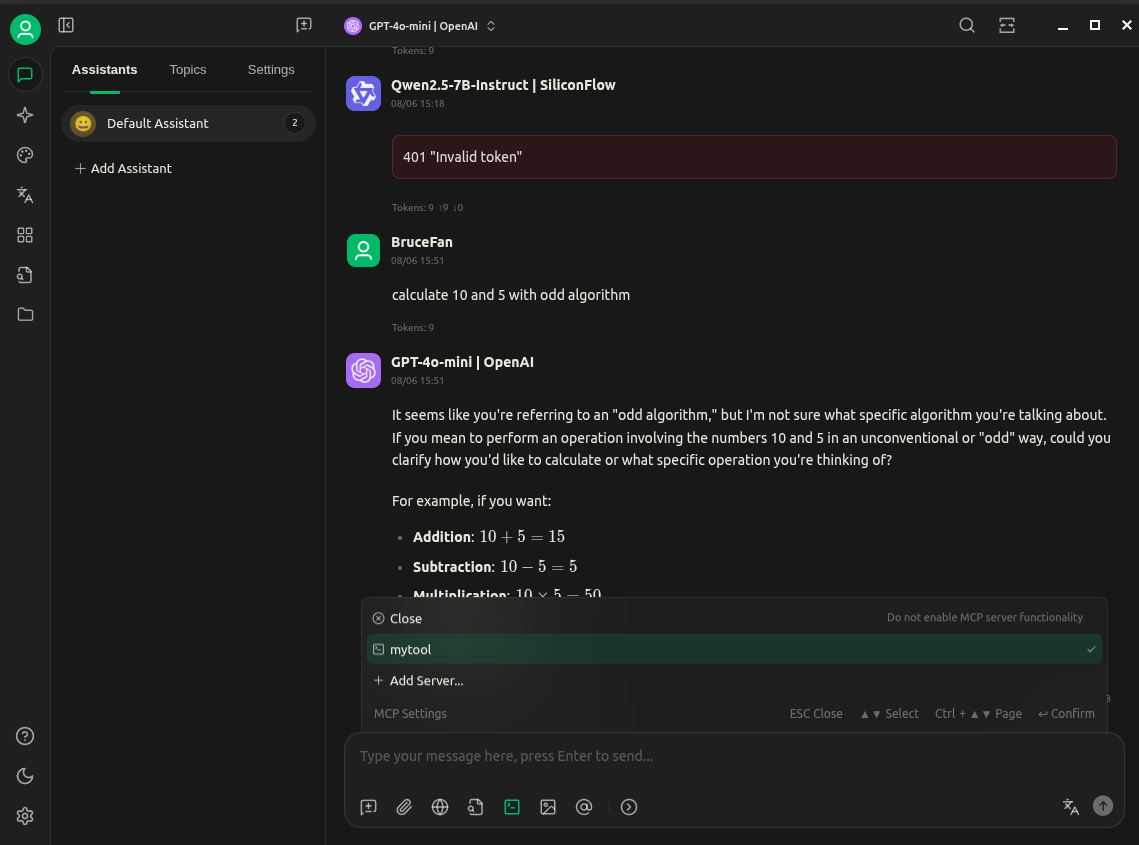 GPT-4o-mini | OpenAI
Assistants Topics Settings
Default Assistant 2
Add Assistant
Tokens: 9
Qwen2.5-7B-Instruct | SiliconFlow
08/06 15:18
401 "Invalid token"
Tokens: 9 ↑9 ↓0
BruceFan
08/06 15:51
calculate 10 and 5 with odd algorithm
Tokens: 9
GPT-4o-mini | OpenAI
08/06 15:51
It seems like you're referring to an "odd algorithm," but I'm not sure what specific algorithm you're talking about.
If you mean to perform an operation involving the numbers 10 and 5 in an unconventional or "odd" way, could you
clarify how you'd like to calculate or what specific operation you're thinking of?
For example, if you want:
• Addition: 10 + 5 = 15
• Subtraction: 10 − 5 = 5
• Multiplication: 10 × 5 = 50
Close Do not enable MCP server functionality
mytool
+ Add Server...
MCP Settings ESC Close ▲▼ Select Ctrl + ▲▼ Page ↩ Confirm
Type your message here, press Enter to send...